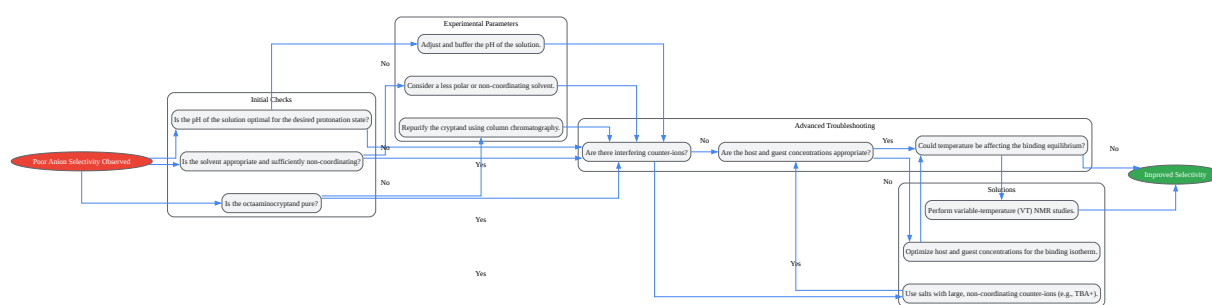 Experimental Parameters
Adjust and buffer the pH of the solution.
No
Consider a less polar or non-coordinating solvent.
Initial Checks
Is the pH of the solution optimal for the desired protonation state?
Repurify the cryptand using column chromatography.
Advanced Troubleshooting
Poor Anion Selectivity Observed
Is the solvent appropriate and sufficiently non-coordinating?
No
Yes
Are there interfering counter-ions?
No
Are the host and guest concentrations appropriate?
Yes
Could temperature be affecting the binding equilibrium?
No
Improved Selectivity
No
No
Solutions
Is the octaaminocryptand pure?
Perform variable-temperature (VT) NMR studies.
Yes
Optimize host and guest concentrations for the binding isotherm.
Yes
Yes
Use salts with large, non-coordinating counter-ions (e.g., TBA+).